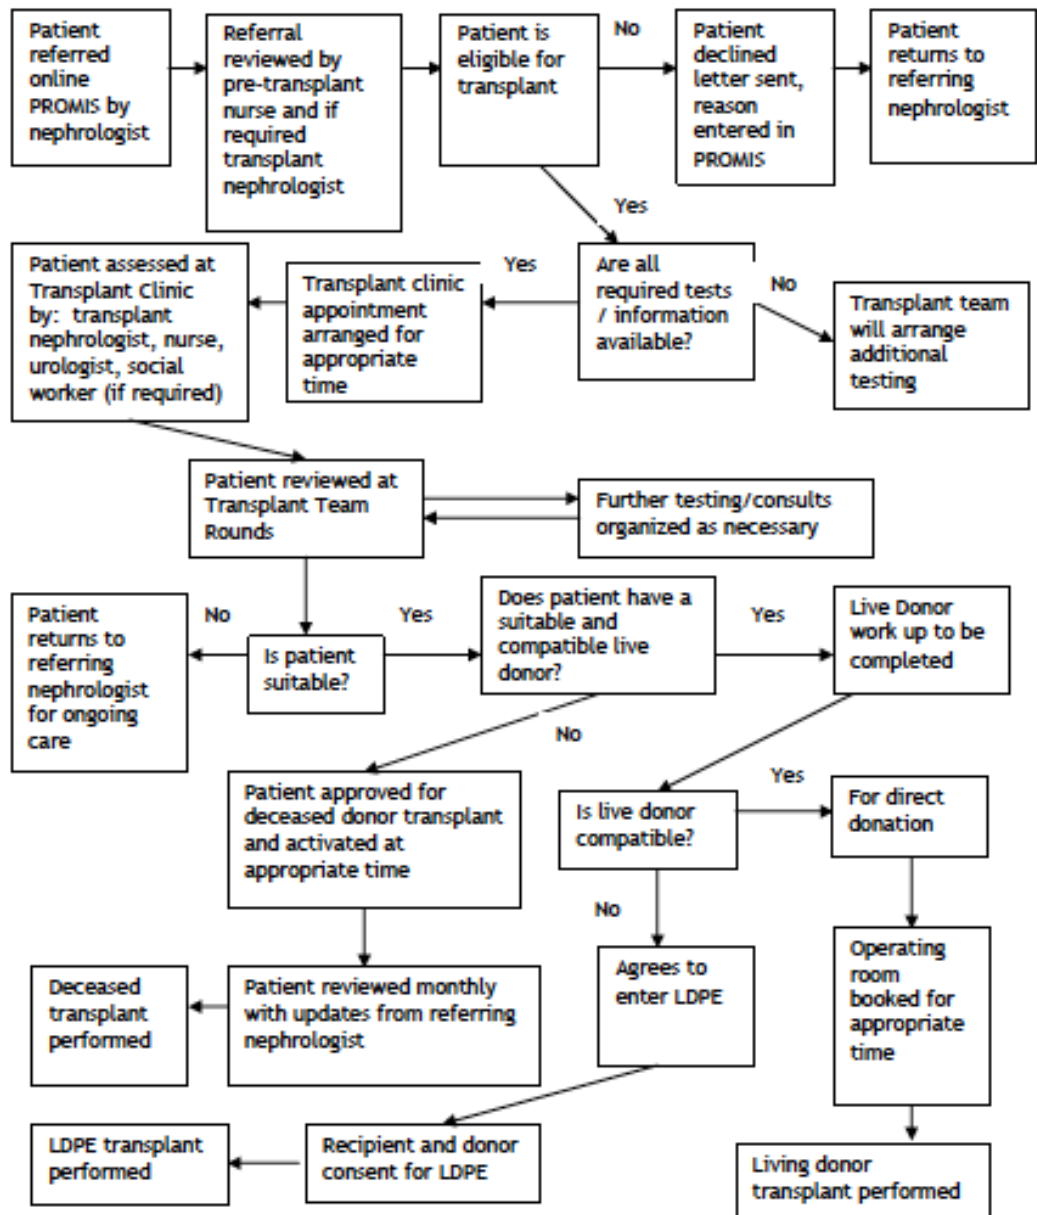 Patient
referred
online
PROMIS by
nephrologist
Referral
reviewed by
pre-transplant
nurse and if
required
transplant
nephrologist
Patient is
eligible for
transplant
No
Patient
declined
letter sent,
reason
entered in
PROMIS
Patient
returns to
referring
nephrologist
Yes
Patient assessed at
Transplant Clinic
by: transplant
nephrologist, nurse,
urologist, social
worker (if required)
Transplant clinic
appointment
arranged for
appropriate
time
Yes
Are all
required tests
/ information
available?
No
Transplant team
will arrange
additional
testing
Patient reviewed at
Transplant Team
Rounds
Further testing/consults
organized as necessary
Patient
returns to
referring
nephrologist
for ongoing
care
No
Is patient
suitable?
Yes
Does patient have a
suitable and
compatible live
donor?
Yes
Live Donor
work up to be
completed
No
Patient approved for
deceased donor transplant
and activated at
appropriate time
Is live donor
compatible?
Yes
For direct
donation
No
Deceased
transplant
performed
Patient reviewed monthly
with updates from referring
nephrologist
Agrees to
enter LDPE
Operating
room
booked for
appropriate
time
LDPE transplant
performed
Recipient and donor
consent for LDPE
Living donor
transplant performed